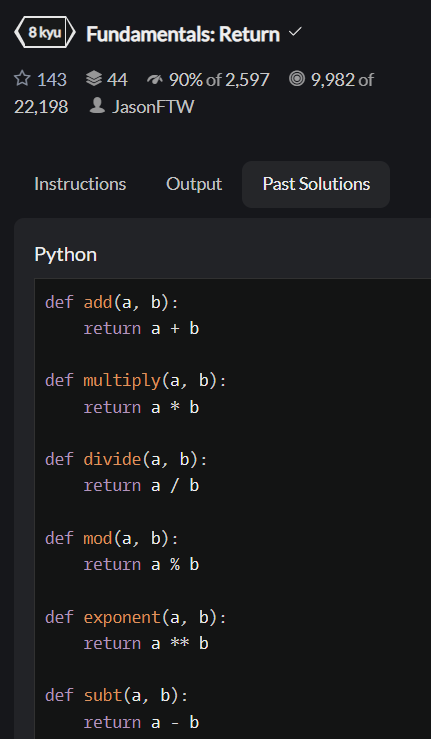 8 kyu Fundamentals: Return
143 44 90% of 2,597 9,982 of
22,198 JasonFTW
Instructions Output Past Solutions
Python
def add(a, b):
    return a + b
def multiply(a, b):
    return a * b
def divide(a, b):
    return a / b
def mod(a, b):
    return a % b
def exponent(a, b):
    return a ** b
def subt(a, b):
    return a - b